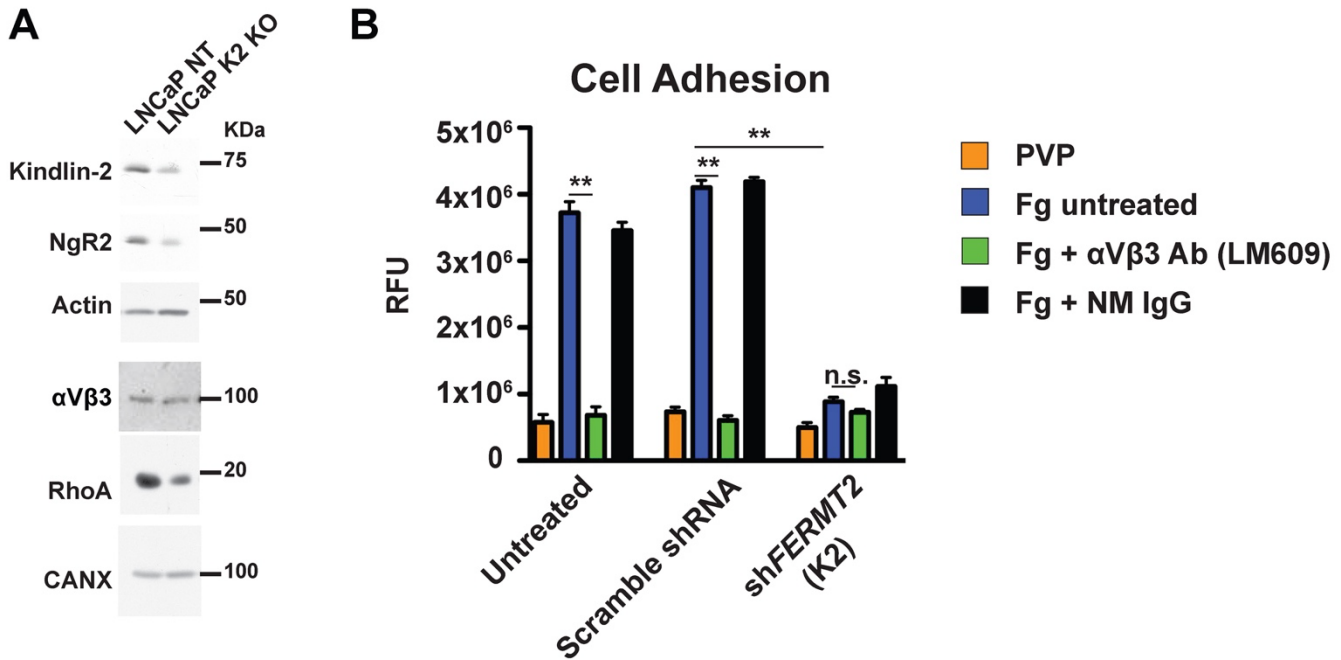 A
LNCaP NT
LNCaP K2 KO
KDa
Kindlin-2
75
NgR2
50
Actin
50
αVβ3
100
RhoA
20
CANX
100
B
Cell Adhesion
RFU
5x10⁶
4x10⁶
3x10⁶
2x10⁶
1x10⁶
0
**
**
**
n.s.
Untreated
Scramble shRNA
shFERMT2
(K2)
PVP
Fg untreated
Fg + αVβ3 Ab (LM609)
Fg + NM IgG